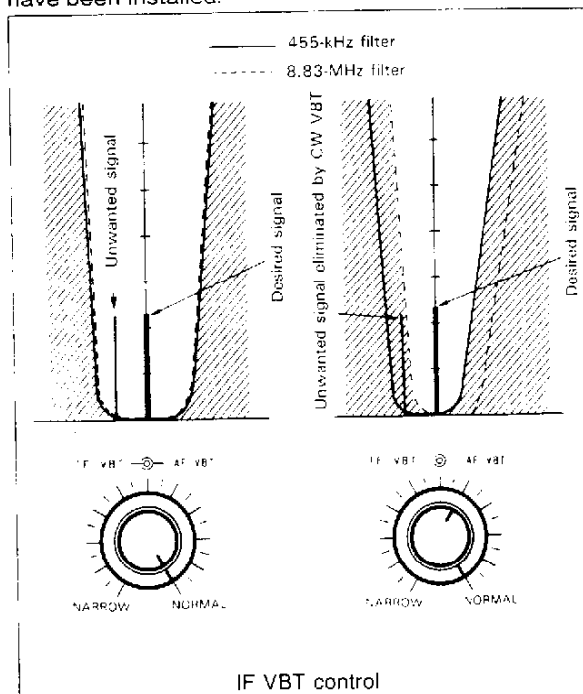 have been installed.
455-kHz filter
8.83-MHz filter
Unwanted signal
Desired signal
Unwanted signal eliminated by CW VBT
Desired signal
IF VBT AF VBT
NARROW NORMAL
IF VBT AF VBT
NARROW NORMAL
IF VBT control